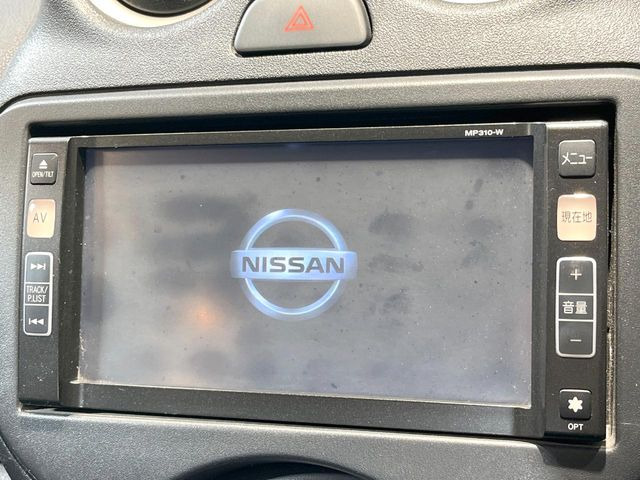 MP310-W
OPEN/TILT
AV
TRACK/
P.LIST
NISSAN
メニュー
現在地
+
音量
−
OPT